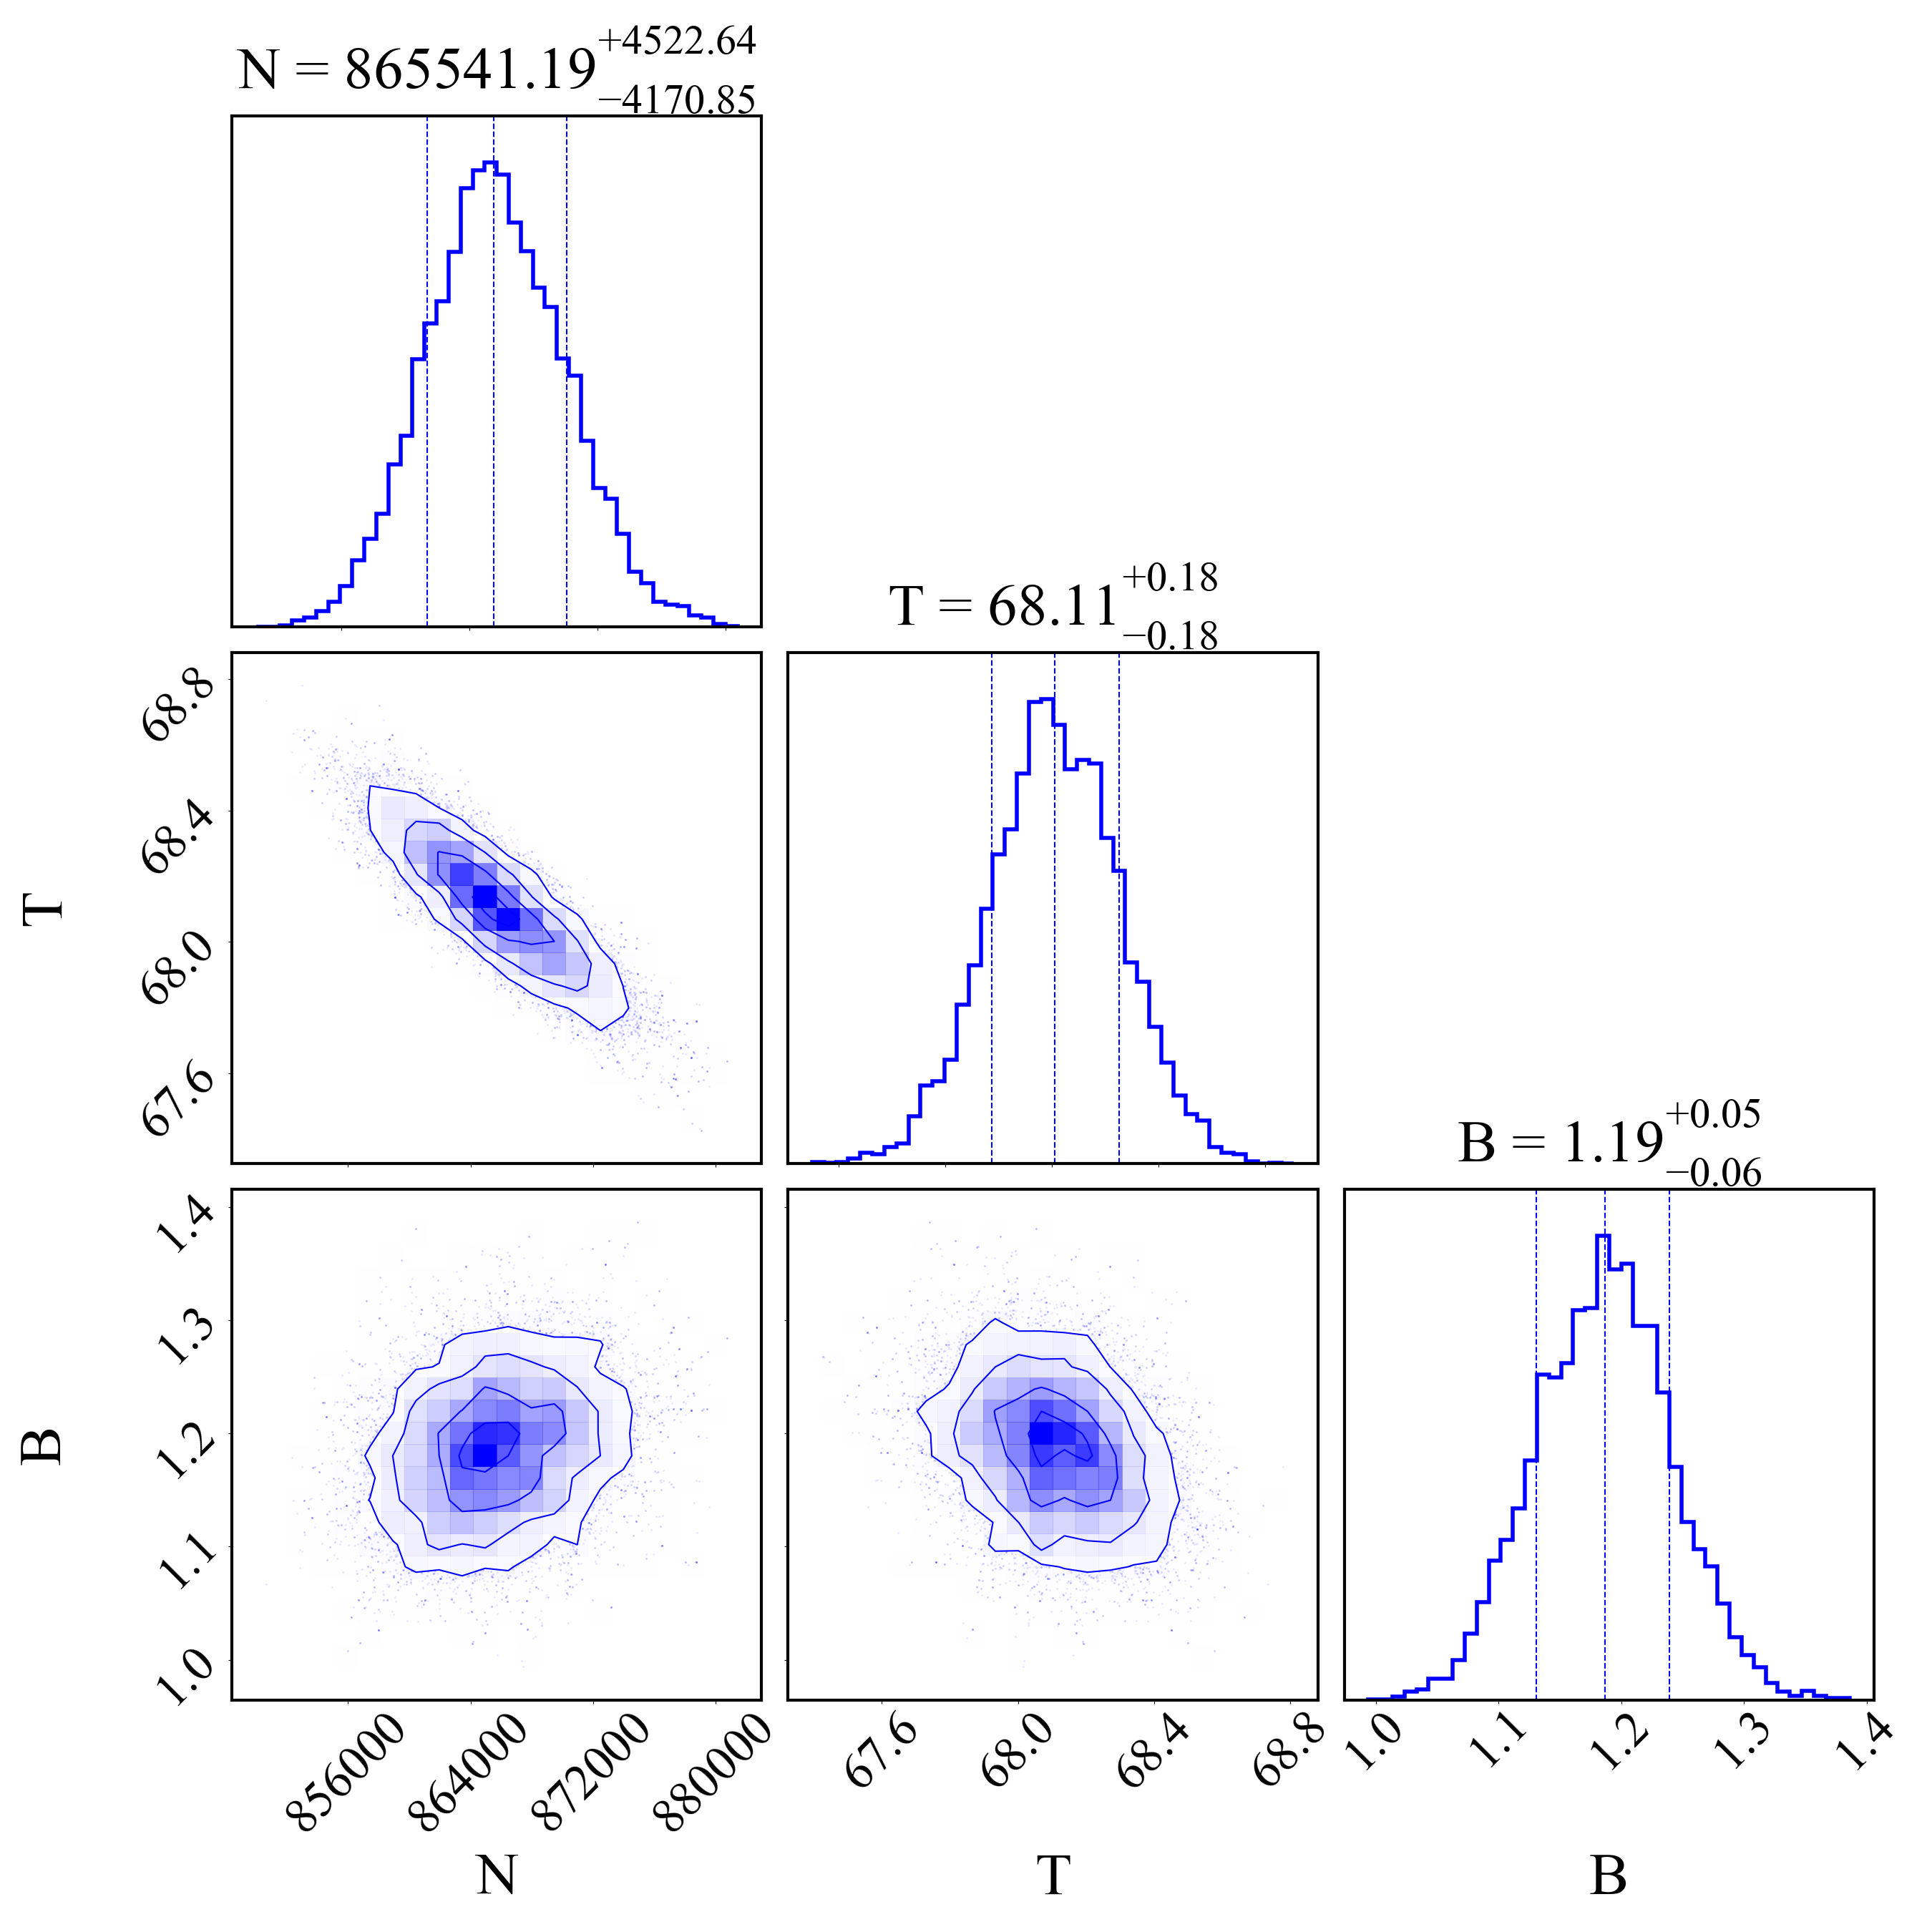 N = 865541.19 +4522.64 −4170.85
T = 68.11 +0.18 −0.18
68.8
68.4
68.0
67.6
T
B = 1.19 +0.05 −0.06
1.4
1.3
1.2
1.1
1.0
B
856000 864000 872000 880000
67.6 68.0 68.4 68.8
1.0 1.1 1.2 1.3 1.4
N T B